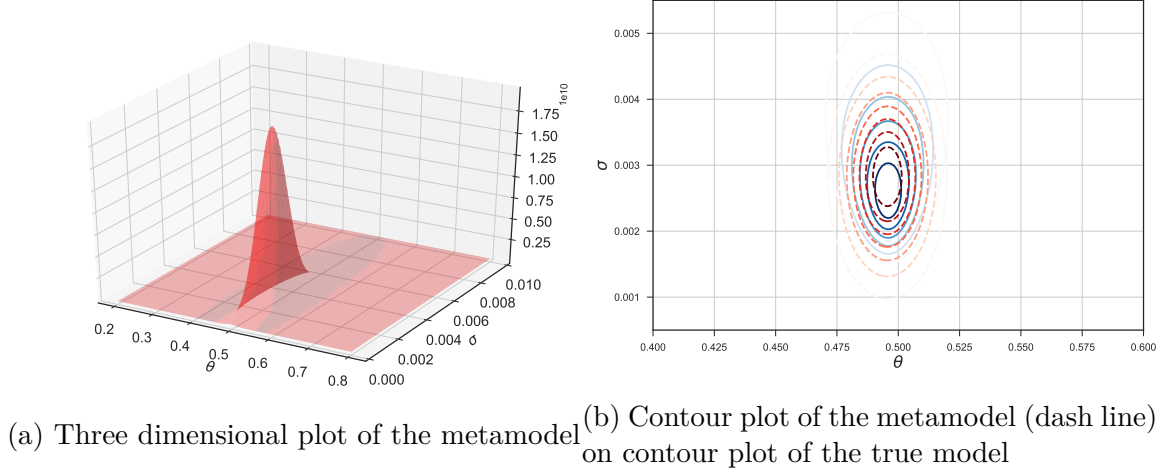 1e10
1.75
1.50
1.25
1.00
0.75
0.50
0.25
0.010
0.008
0.006
0.004
0.002
0.000
σ
0.2
0.3
0.4
0.5
0.6
0.7
0.8
θ
0.005
0.004
0.003
0.002
0.001
σ
0.400 0.425 0.450 0.475 0.500 0.525 0.550 0.575 0.600
θ
(a) Three dimensional plot of the metamodel
(b) Contour plot of the metamodel (dash line)
on contour plot of the true model